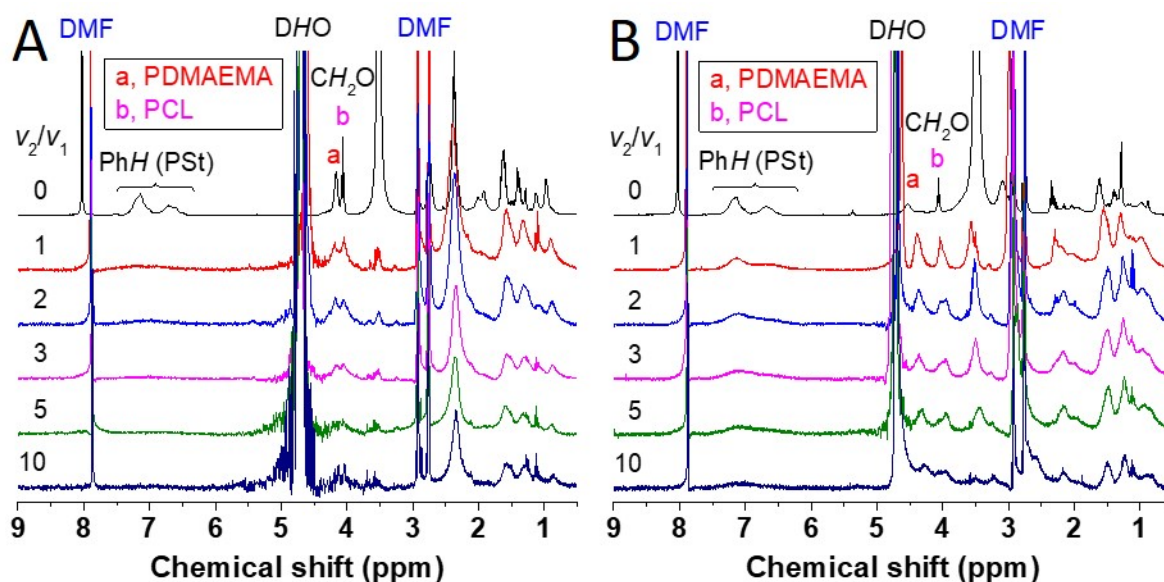 A
DMF
DHO
DMF
a, PDMAEMA
b, PCL
CH₂O
b
a
v₂/v₁
PhH (PSt)
0
1
2
3
5
10
9 8 7 6 5 4 3 2 1
Chemical shift (ppm)
B
DMF
DHO
DMF
a, PDMAEMA
b, PCL
CH₂O
b
a
v₂/v₁
PhH (PSt)
0
1
2
3
5
10
9 8 7 6 5 4 3 2 1
Chemical shift (ppm)